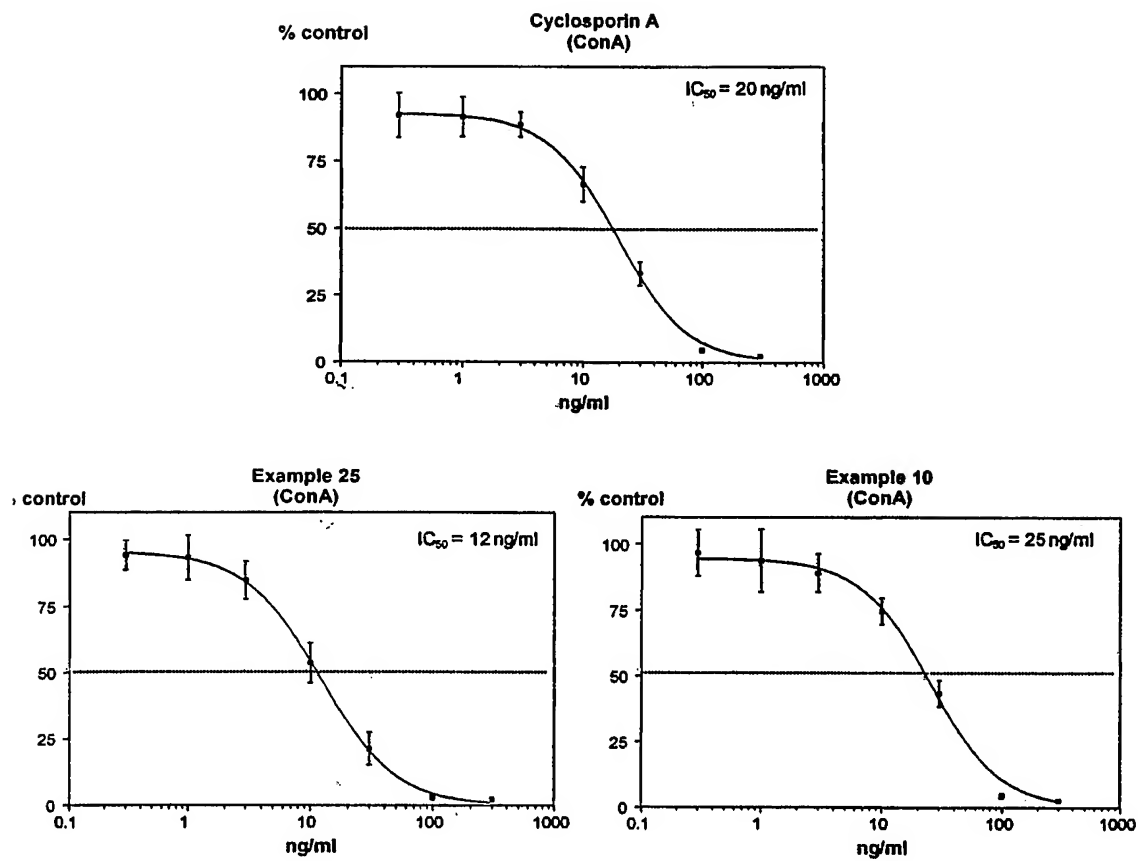 Cyclosporin A
(ConA)
% control
IC₅₀ = 20 ng/ml
100
75
50
25
0
0.1 1 10 100 1000
ng/ml
Example 25
(ConA)
control
IC₅₀ = 12 ng/ml
100
75
50
25
0
0.1 1 10 100 1000
ng/ml
Example 10
(ConA)
% control
IC₅₀ = 25 ng/ml
100
75
50
25
0
0.1 1 10 100 1000
ng/ml